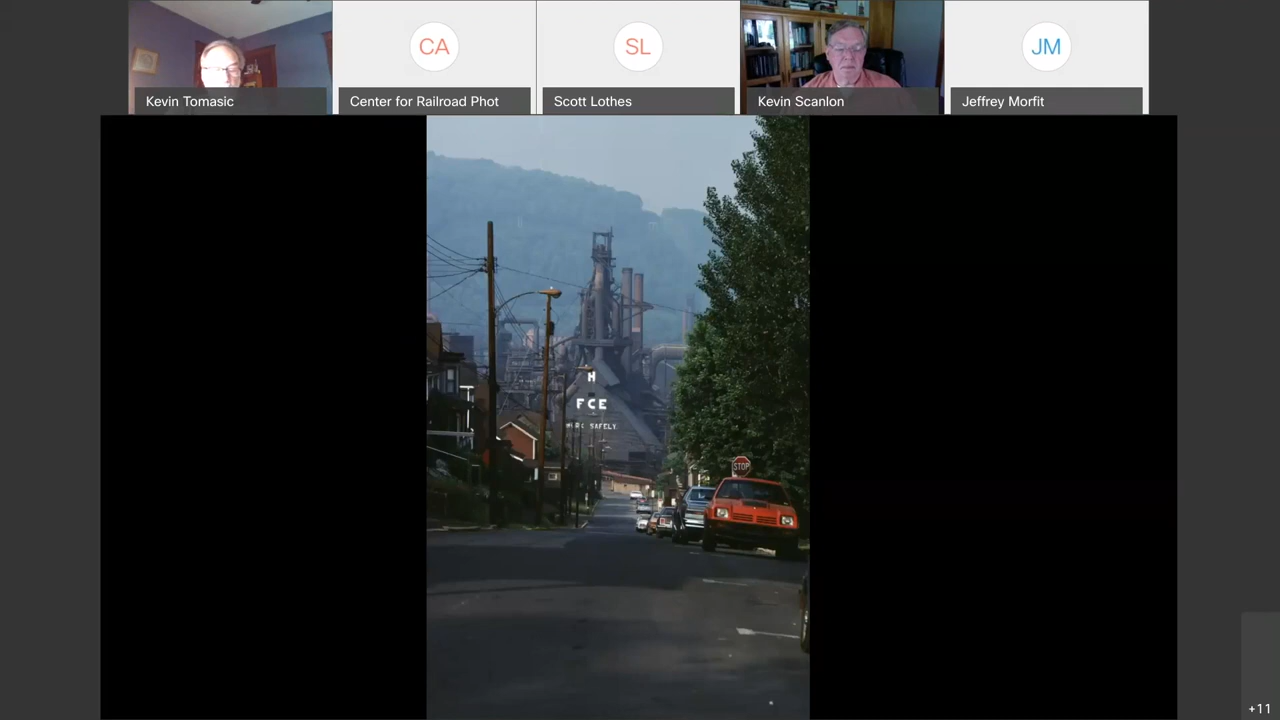 CA
SL
JM
Kevin Tomasic
Center for Railroad Phot
Scott Lothes
Kevin Scanlon
Jeffrey Morfit
H
FCE
SAFELY
STOP
+11